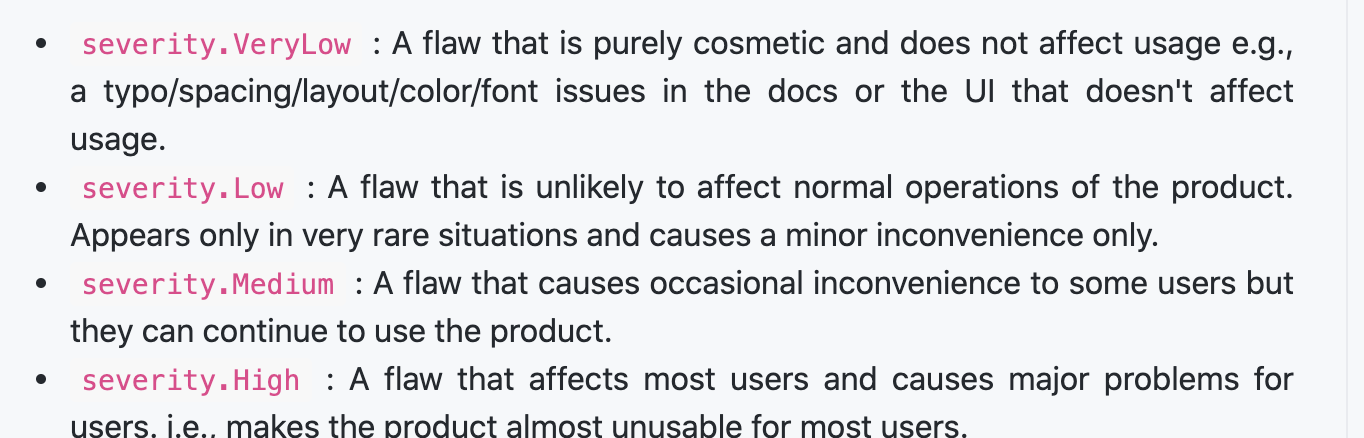 • severity.VeryLow : A flaw that is purely cosmetic and does not affect usage e.g.,
a typo/spacing/layout/color/font issues in the docs or the UI that doesn't affect
usage.
• severity.Low : A flaw that is unlikely to affect normal operations of the product.
Appears only in very rare situations and causes a minor inconvenience only.
• severity.Medium : A flaw that causes occasional inconvenience to some users but
they can continue to use the product.
• severity.High : A flaw that affects most users and causes major problems for
users. i.e., makes the product almost unusable for most users.